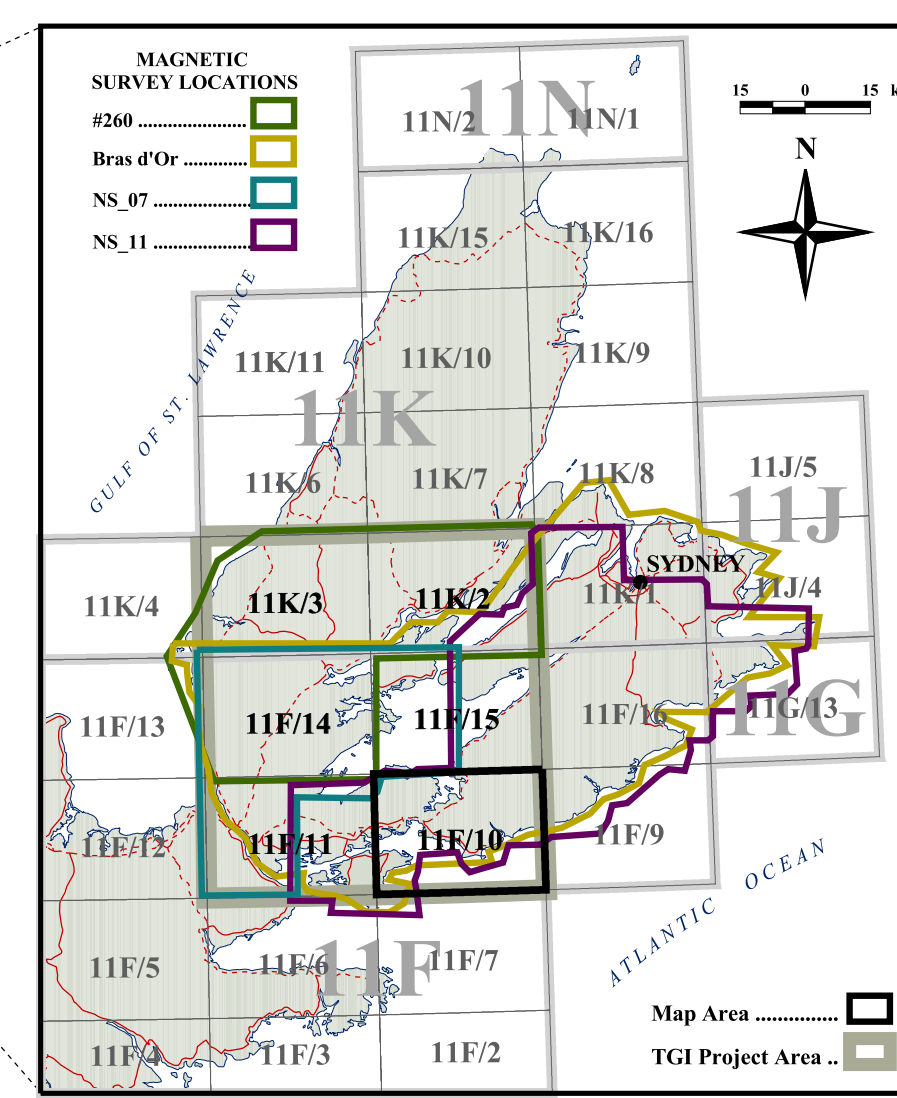 MAGNETIC
SURVEY LOCATIONS
#260 ......................
Bras d'Or .............
NS_07 ....................
NS_11 ....................
15 0 15 k
N
11N
11N/2 11N/1
11K/15 11K/16
GULF OF ST. LAWRENCE
11K/11 11K/10 11K/9
11K
11K/6 11K/7 11K/8 11J/5
11J
SYDNEY
11K/4 11K/3 11K/2 11K/1 11J/4
11G
11F/13 11F/14 11F/15 11F/16 11G/13
11F/12 11F/11 11F/10 11F/9
ATLANTIC OCEAN
11F
11F/5 11F/6 11F/7
11F/4 11F/3 11F/2
Map Area ................
TGI Project Area ..